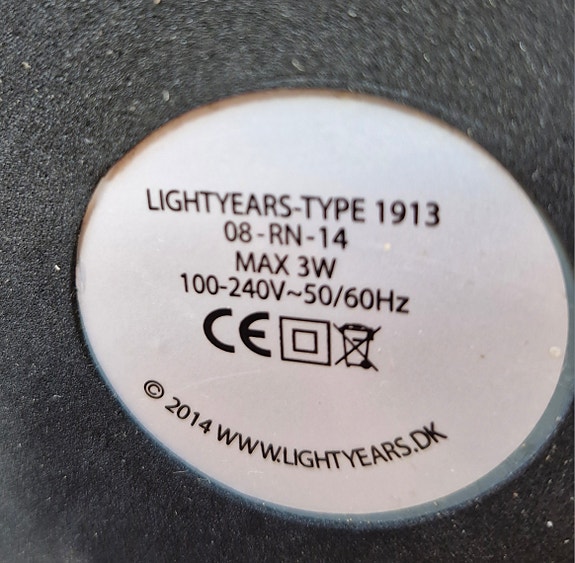 LIGHTYEARS-TYPE 1913
08-RN-14
MAX 3W
100-240V~50/60Hz
CE
© 2014 WWW.LIGHTYEARS.DK